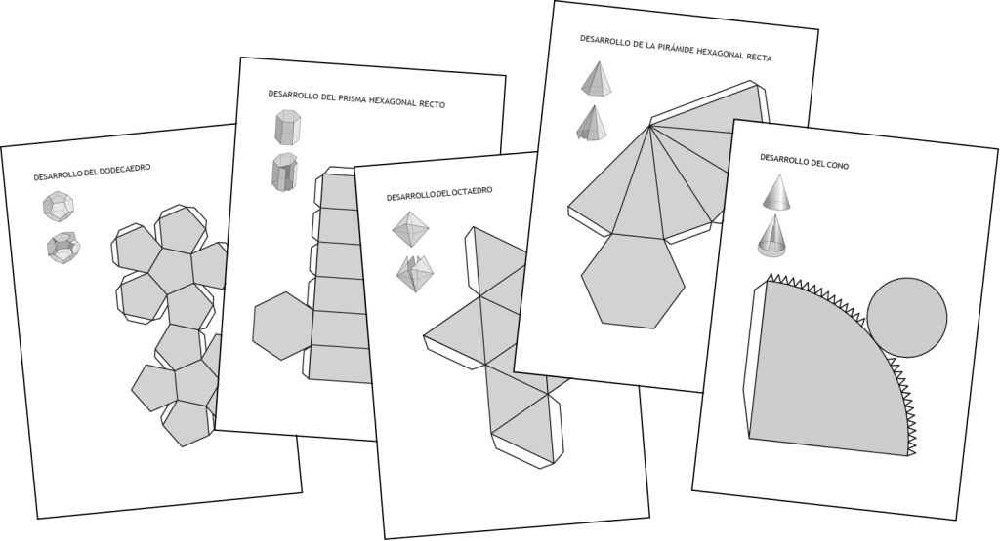 DESARROLLO DEL DODECAEDRO
DESARROLLO DEL PRISMA HEXAGONAL RECTO
DESARROLLO DEL OCTAEDRO
DESARROLLO DE LA PIRÁMIDE HEXAGONAL RECTA
DESARROLLO DEL CONO